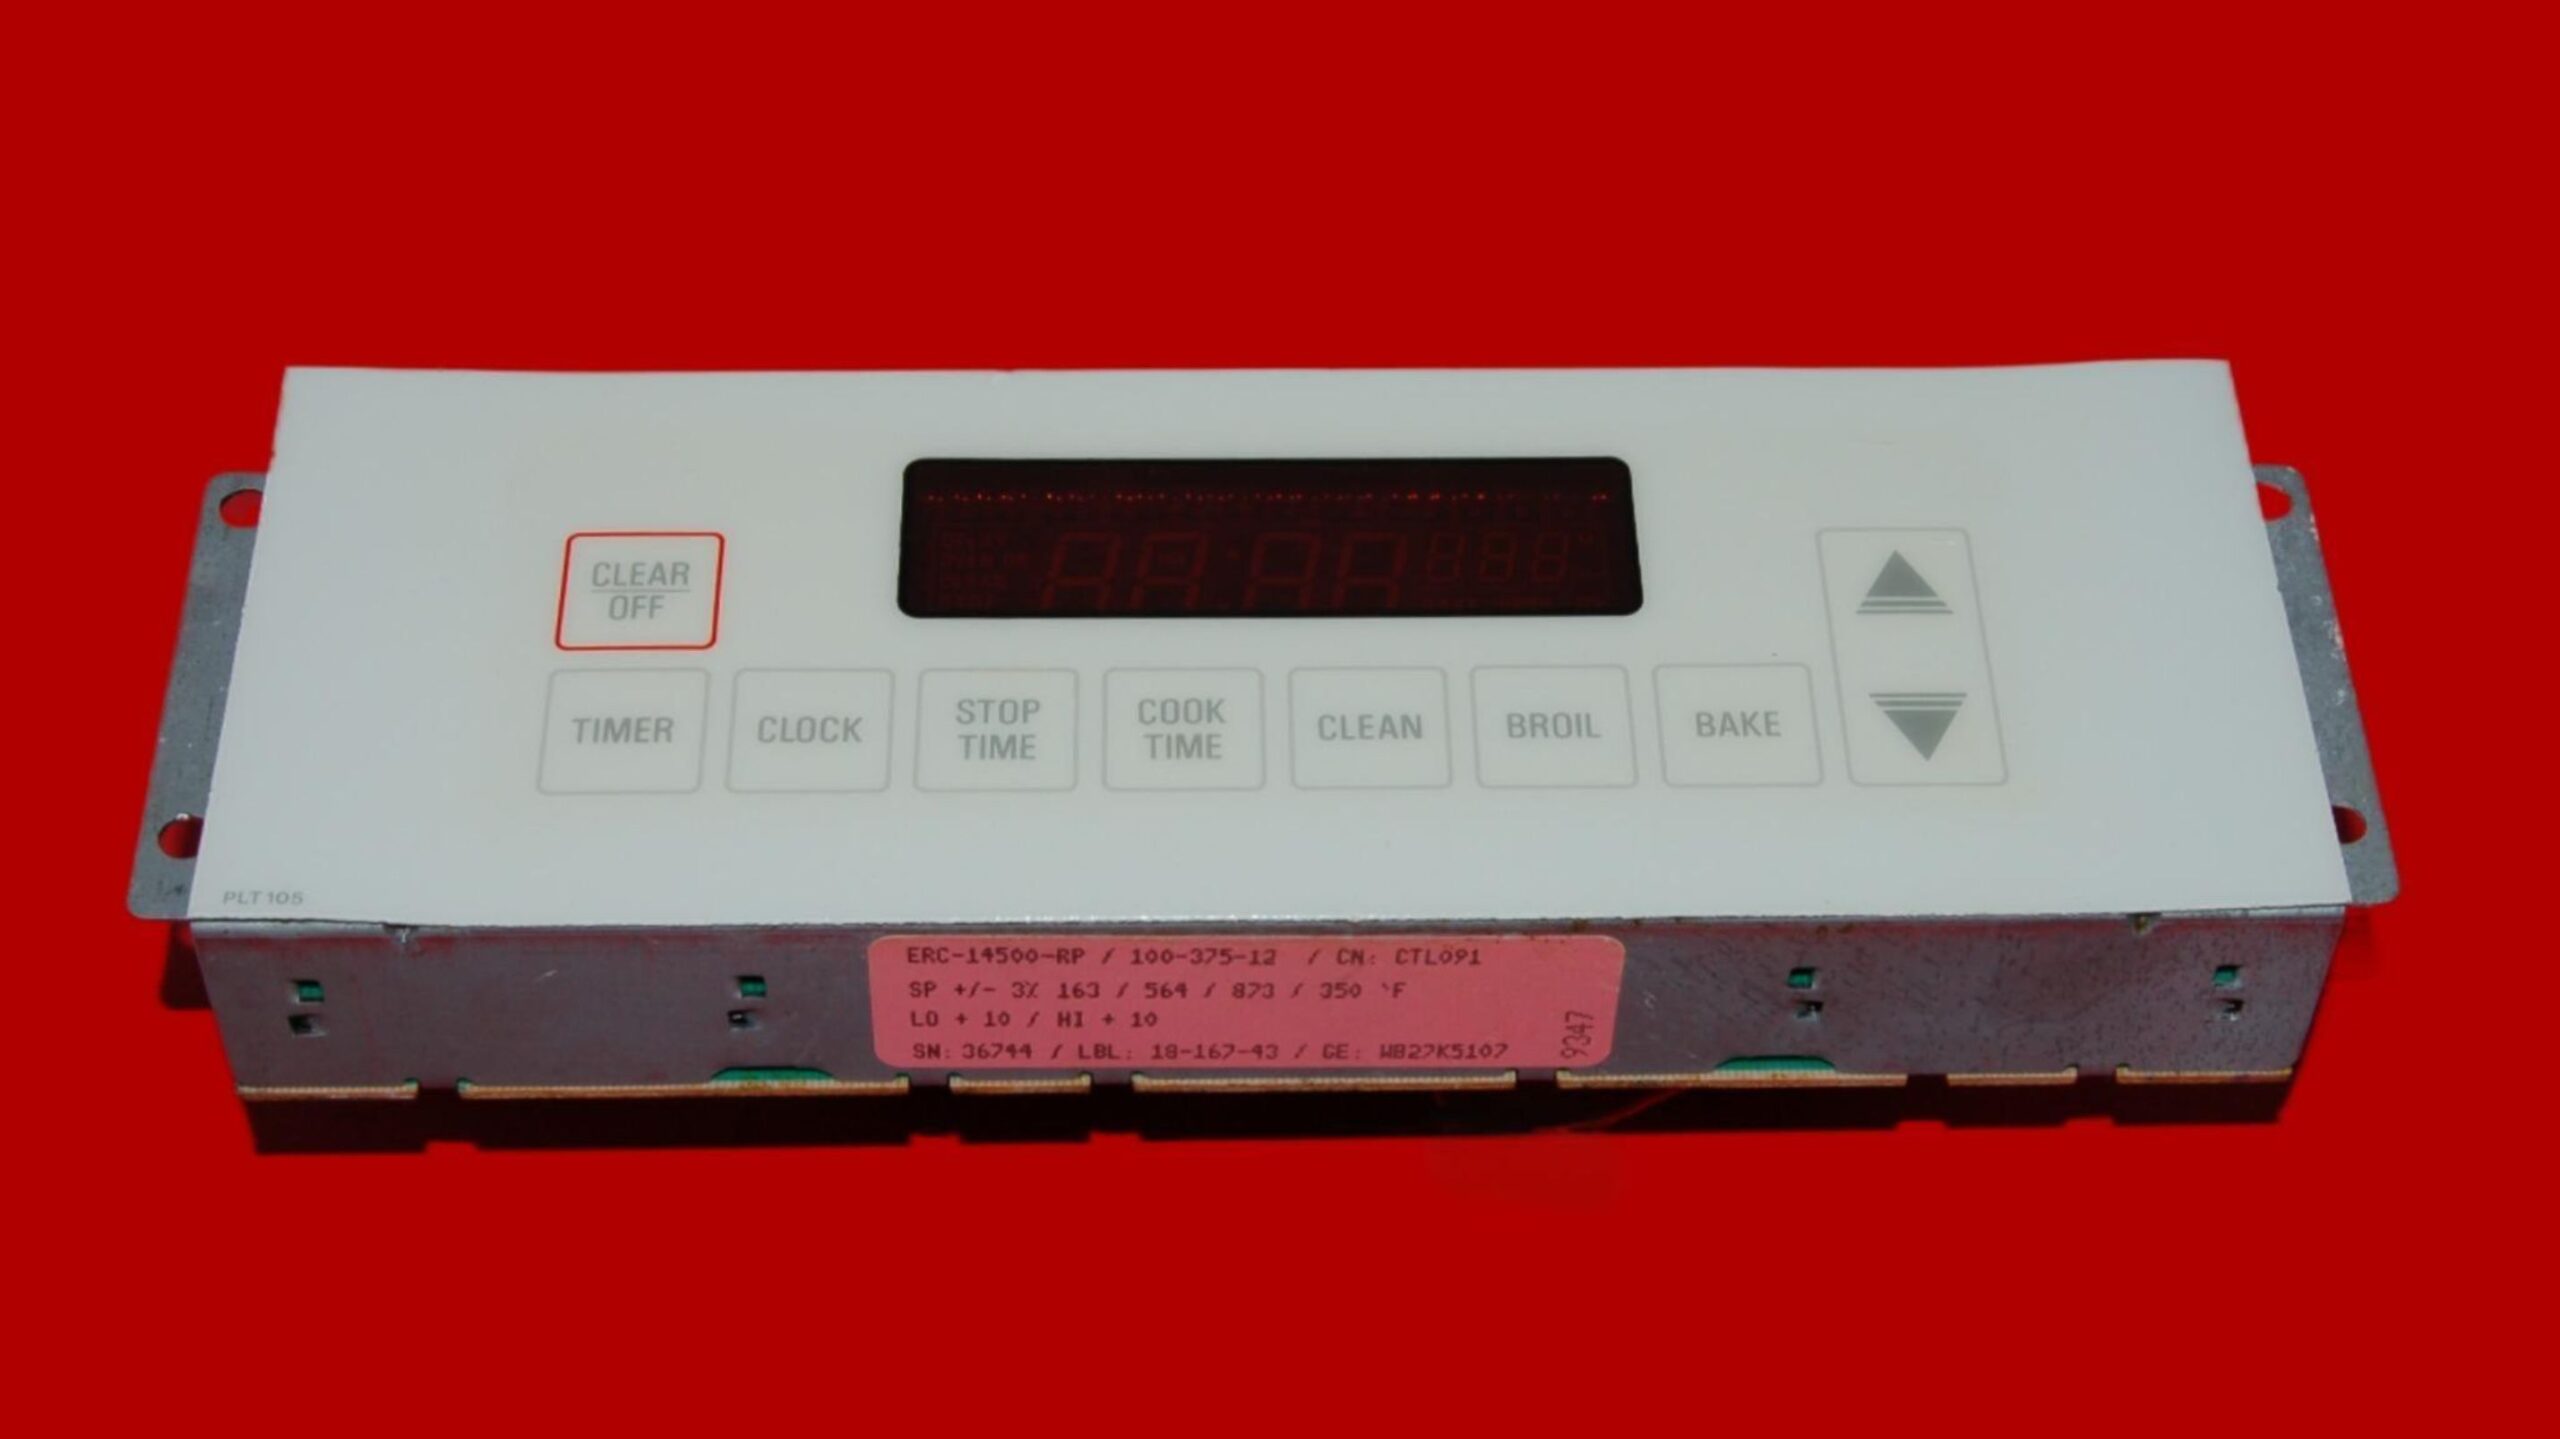 CLEAR
OFF
TIMER
CLOCK
STOP
TIME
COOK
TIME
CLEAN
BROIL
BAKE
PLT105
ERC-14500-RP / 100-375-12 / CN: CTL091
SP +/- 3% 163 / 564 / 873 / 350 °F
LO + 10 / HI + 10
SN: 36744 / LBL: 18-167-43 / GE: WB27K5107
9347